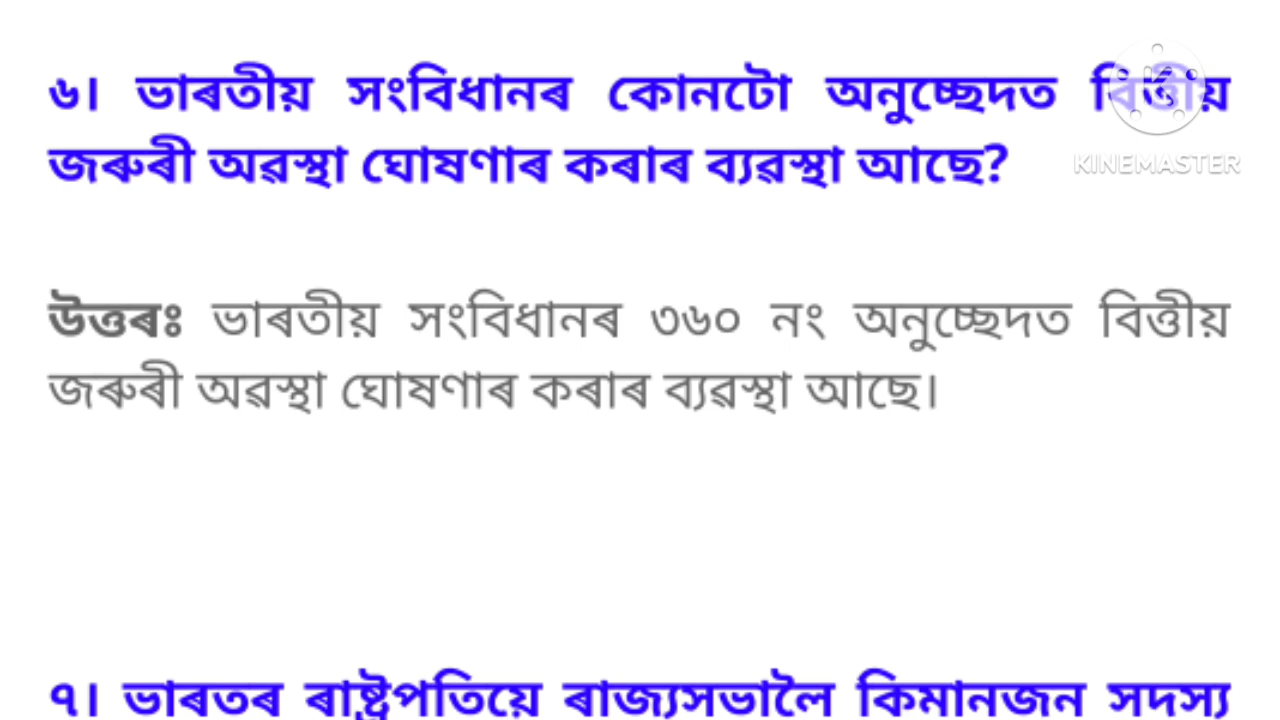 ৬। ভাৰতীয় সংবিধানৰ কোনটো অনুচ্ছেদত বিত্তীয়
জৰুৰী অৱস্থা ঘোষণাৰ কৰাৰ ব্যৱস্থা আছে?
KINEMASTER
উত্তৰঃ ভাৰতীয় সংবিধানৰ ৩৬০ নং অনুচ্ছেদত বিত্তীয়
জৰুৰী অৱস্থা ঘোষণাৰ কৰাৰ ব্যৱস্থা আছে।
৭। ভাৰতৰ ৰাষ্ট্ৰপতিয়ে ৰাজ্যসভালৈ কিমানজন সদস্য